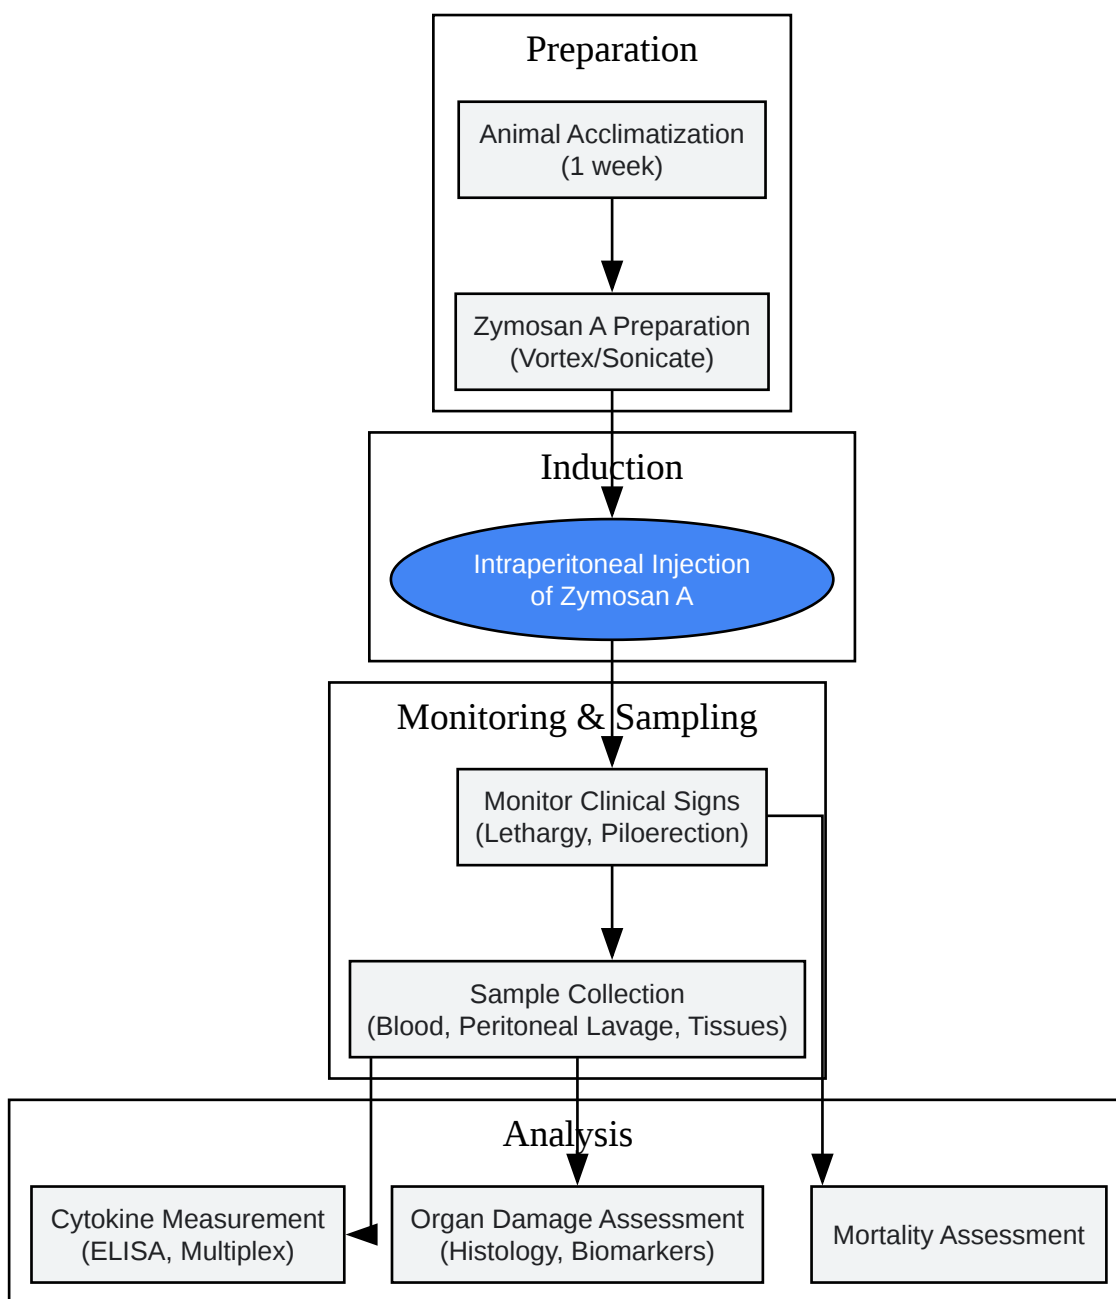 Preparation
Animal Acclimatization
(1 week)
Zymosan A Preparation
(Vortex/Sonicate)
Induction
Intraperitoneal Injection
of Zymosan A
Monitoring & Sampling
Monitor Clinical Signs
(Lethargy, Piloerection)
Sample Collection
(Blood, Peritoneal Lavage, Tissues)
Analysis
Cytokine Measurement
(ELISA, Multiplex)
Organ Damage Assessment
(Histology, Biomarkers)
Mortality Assessment